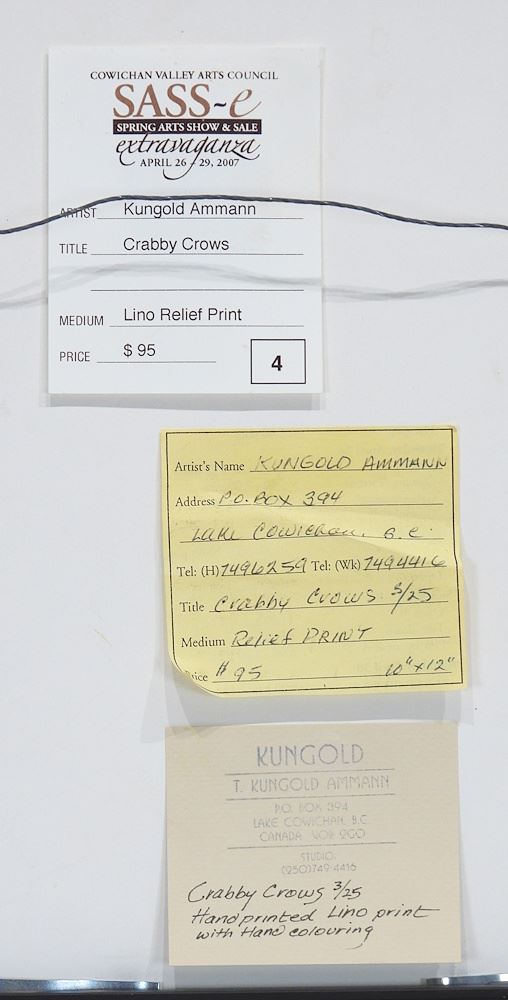 COWICHAN VALLEY ARTS COUNCIL
SASS~e
SPRING ARTS SHOW & SALE
extravaganza
APRIL 26 - 29, 2007
ARTIST Kungold Ammann
TITLE Crabby Crows
MEDIUM Lino Relief Print
PRICE $ 95
4
Artist's Name KUNGOLD AMMANN
Address P.O. BOX 394
LAKE COWICHAN, B.C.
Tel: (H) 7496259 Tel: (Wk) 7494416
Title Crabby Crows 3/25
Medium Relief PRINT
Price $ 95 10" x 12"
KUNGOLD
T. KUNGOLD AMMANN
P.O. BOX 394
LAKE COWICHAN, B.C.
CANADA V0R 2G0
STUDIO:
(250)749-4416
Crabby Crows 3/25
Handprinted Lino print
with Hand colouring